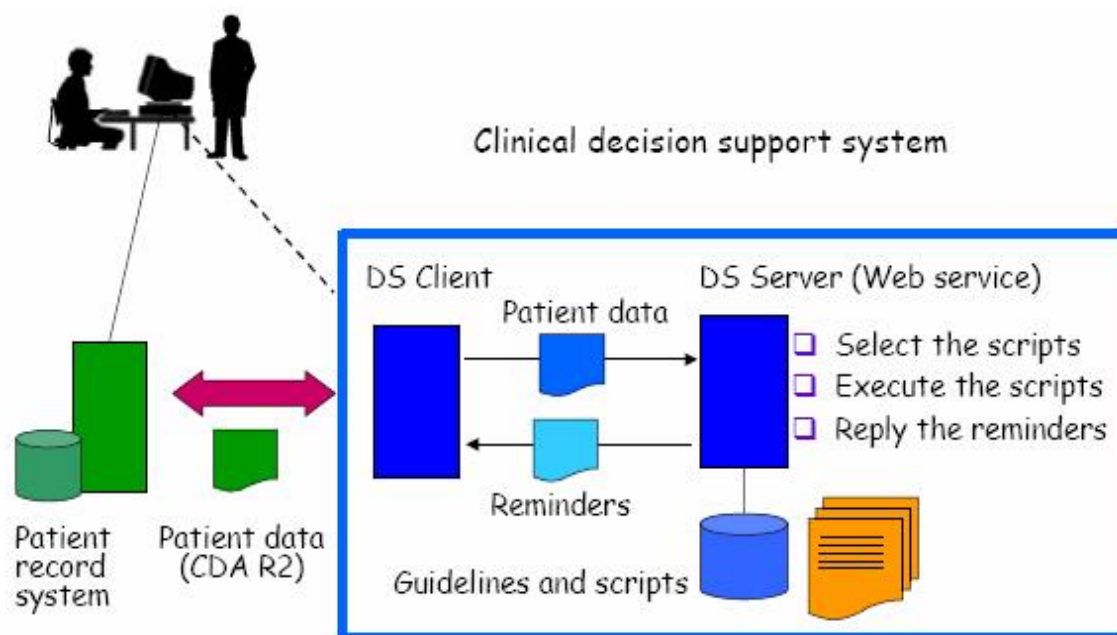 Clinical decision support system
DS Client
DS Server (Web service)
Patient data
Select the scripts
Execute the scripts
Reply the reminders
Reminders
Guidelines and scripts
Patient
record
system
Patient data
(CDA R2)